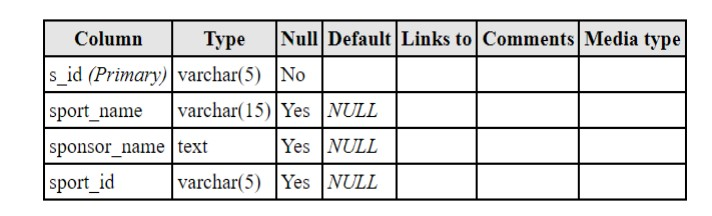 Column Type Null Default Links to Comments Media type
s_id (Primary) varchar(5) No
sport_name varchar(15) Yes NULL
sponsor_name text Yes NULL
sport_id varchar(5) Yes NULL